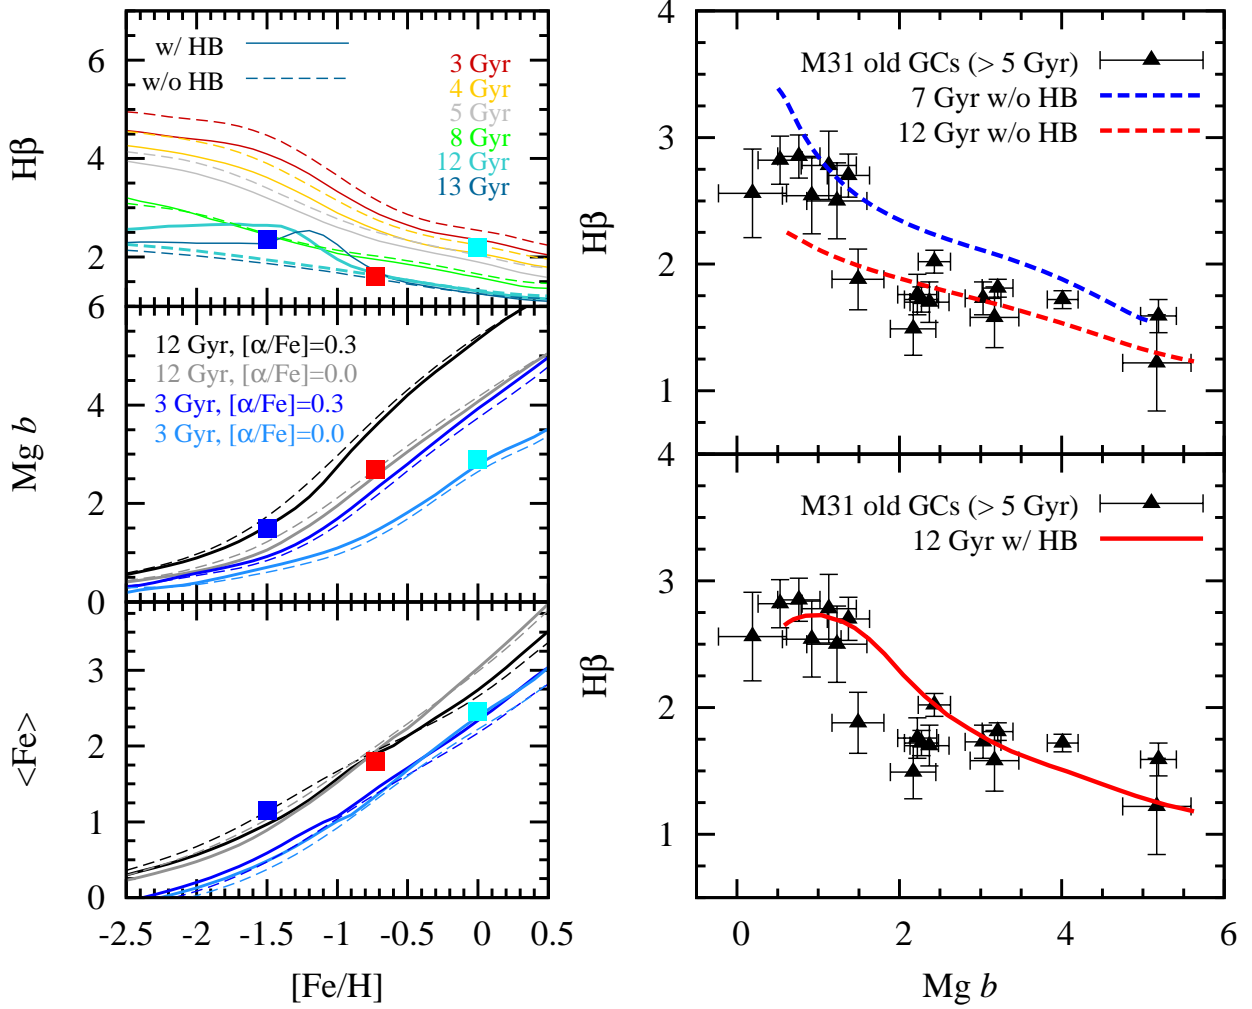 w/ HB
w/o HB
3 Gyr
4 Gyr
5 Gyr
8 Gyr
12 Gyr
13 Gyr
Hβ
6
4
2
12 Gyr, [α/Fe]=0.3
12 Gyr, [α/Fe]=0.0
3 Gyr, [α/Fe]=0.3
3 Gyr, [α/Fe]=0.0
Mg b
6
4
2
0
<Fe>
3
2
1
0
-2.5 -2 -1.5 -1 -0.5 0 0.5
[Fe/H]
M31 old GCs (> 5 Gyr)
7 Gyr w/o HB
12 Gyr w/o HB
Hβ
4
3
2
1
M31 old GCs (> 5 Gyr)
12 Gyr w/ HB
Hβ
4
3
2
1
0 2 4 6
Mg b